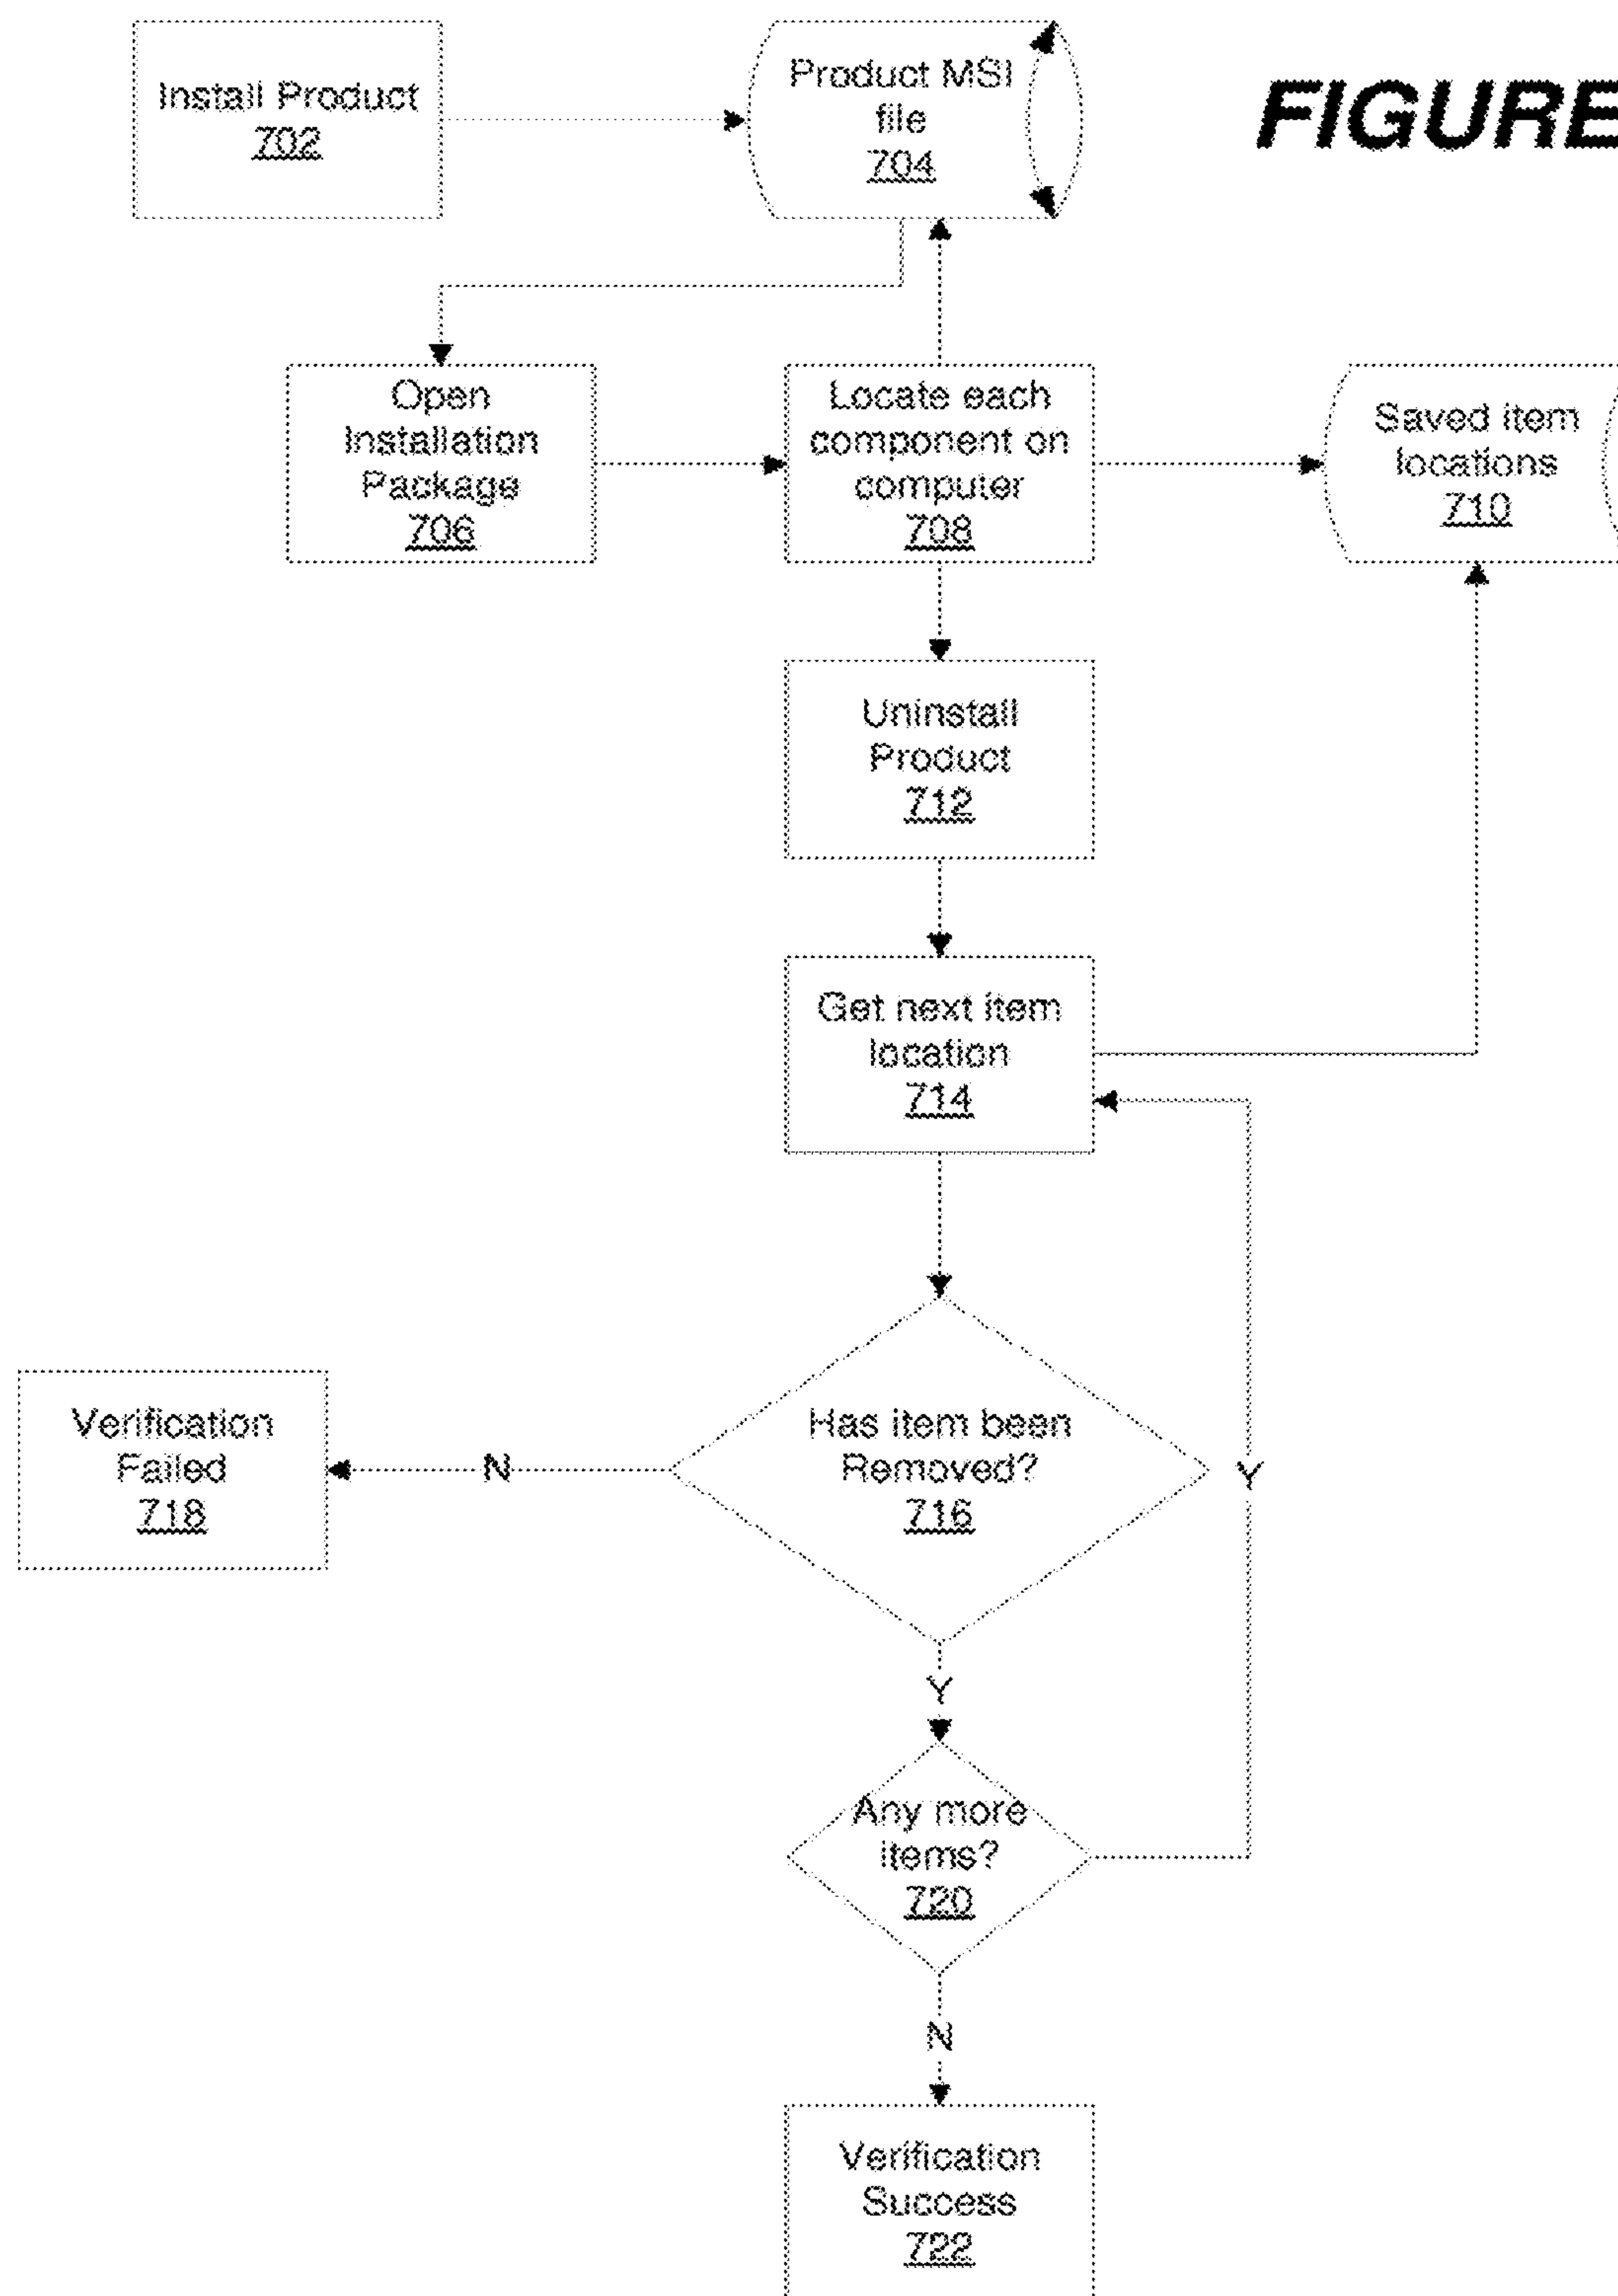 Install Product
702
Product MSI
file
704
FIGURE
Open
Installation
Package
706
Locate each
component on
computer
708
Saved item
locations
710
Uninstall
Product
712
Get next item
location
714
Has item been
Removed?
716
Verification
Failed
718
N
Y
Y
Any more
items?
720
N
Verification
Success
722